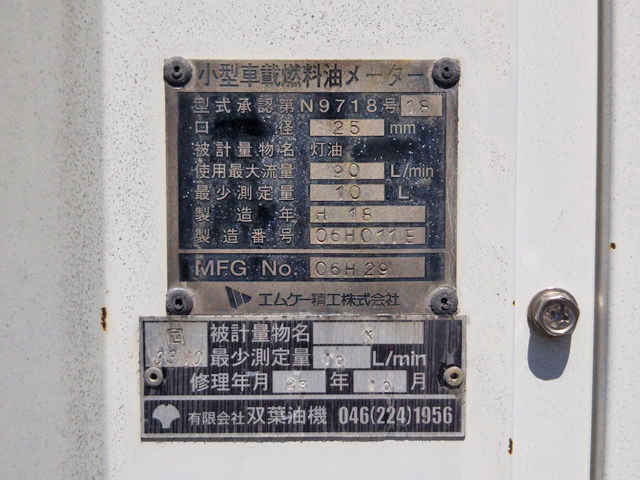 小型車載燃料油メーター
型式承認第N9718号 18
口径 25 mm
被計量物名 灯油
使用最大流量 90 L/min
最少測定量 10 L
製造年 H 18
製造番号 06H011E
MFG No. 06H29
エムケー精工株式会社
被計量物名 K
3310 最少測定量 10 L/min
修理年月 23 年 10 月
有限会社 双葉油機 046(224)1956